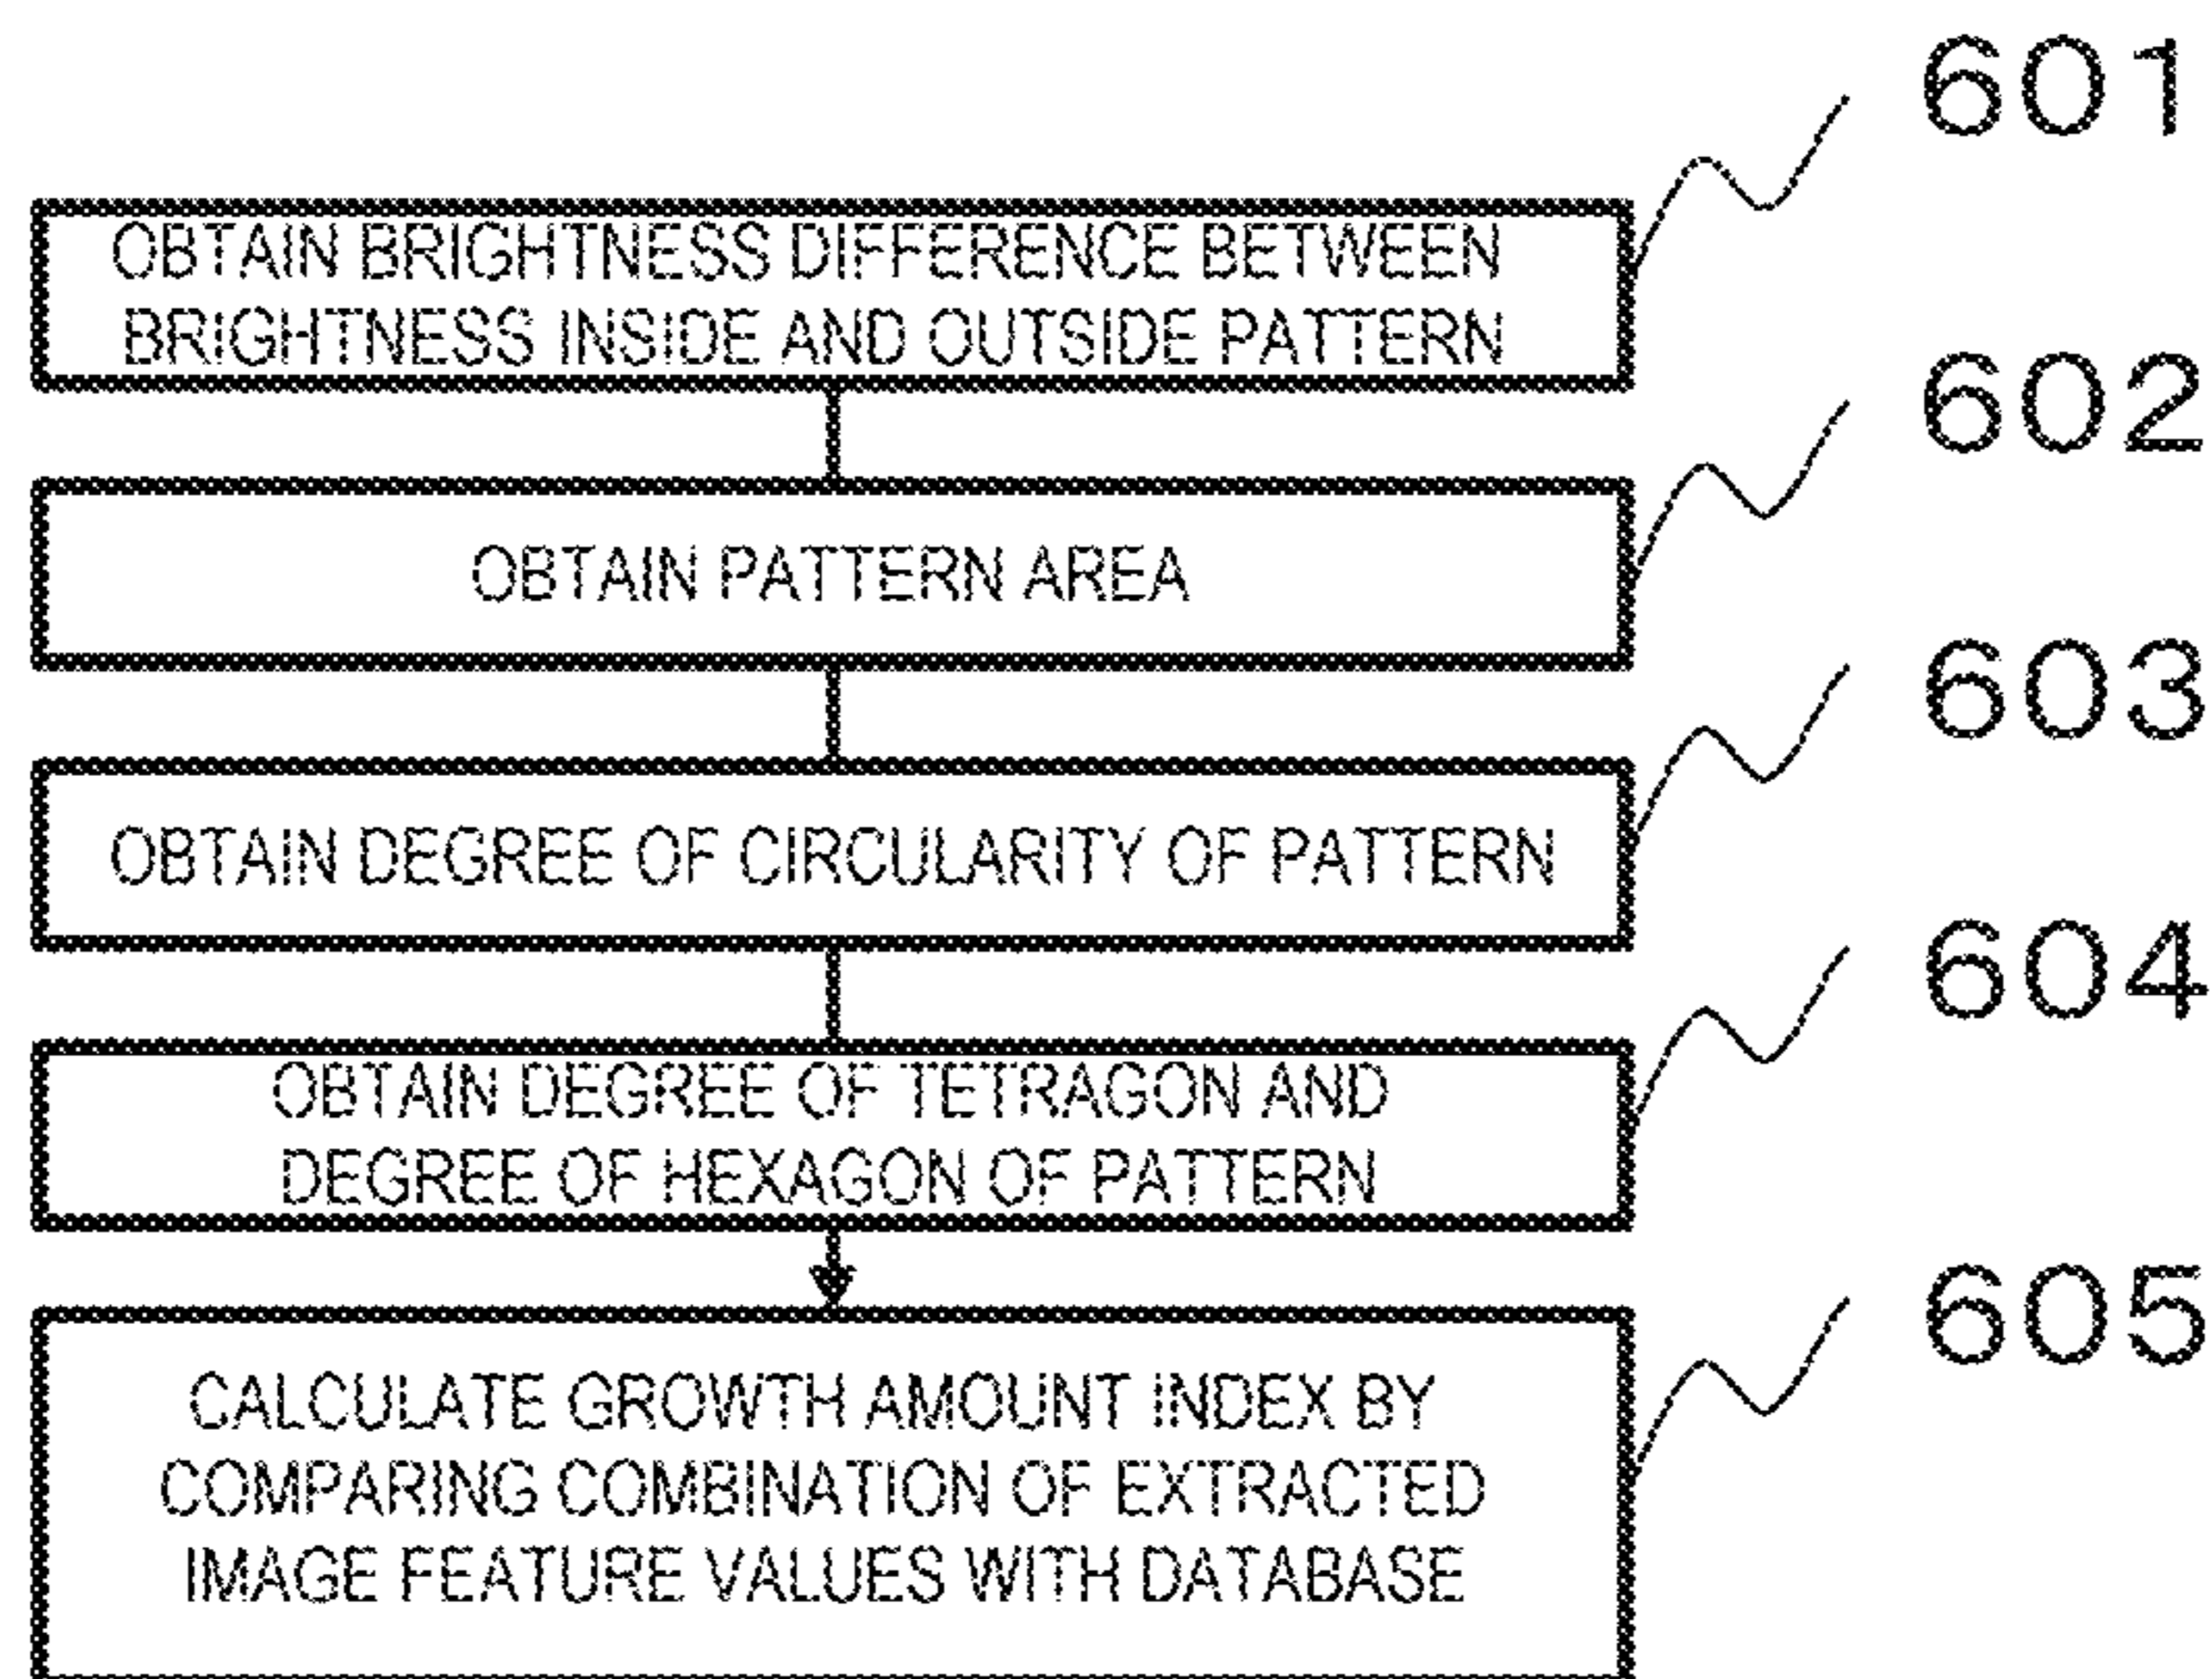 601
OBTAIN BRIGHTNESS DIFFERENCE BETWEEN
BRIGHTNESS INSIDE AND OUTSIDE PATTERN
602
OBTAIN PATTERN AREA
603
OBTAIN DEGREE OF CIRCULARITY OF PATTERN
604
OBTAIN DEGREE OF TETRAGON AND
DEGREE OF HEXAGON OF PATTERN
605
CALCULATE GROWTH AMOUNT INDEX BY
COMPARING COMBINATION OF EXTRACTED
IMAGE FEATURE VALUES WITH DATABASE